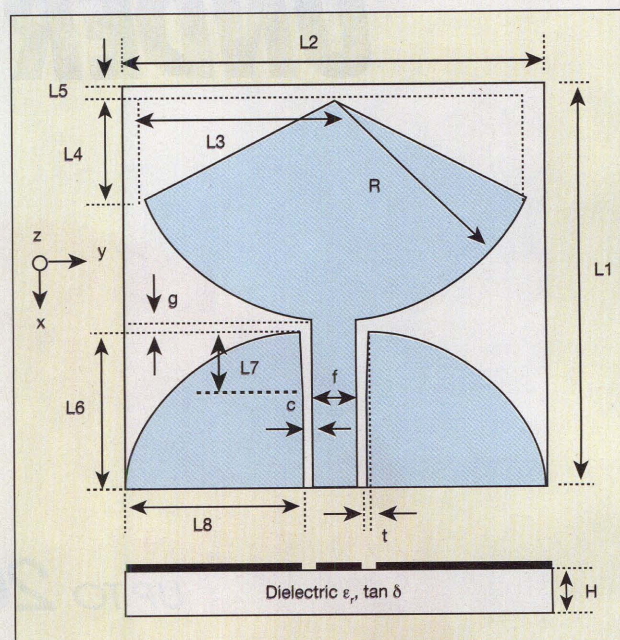 L2
L5
L3
L4
R
z
y
x
L1
g
L7
f
L6
c
L8
t
Dielectric εr, tan δ
H